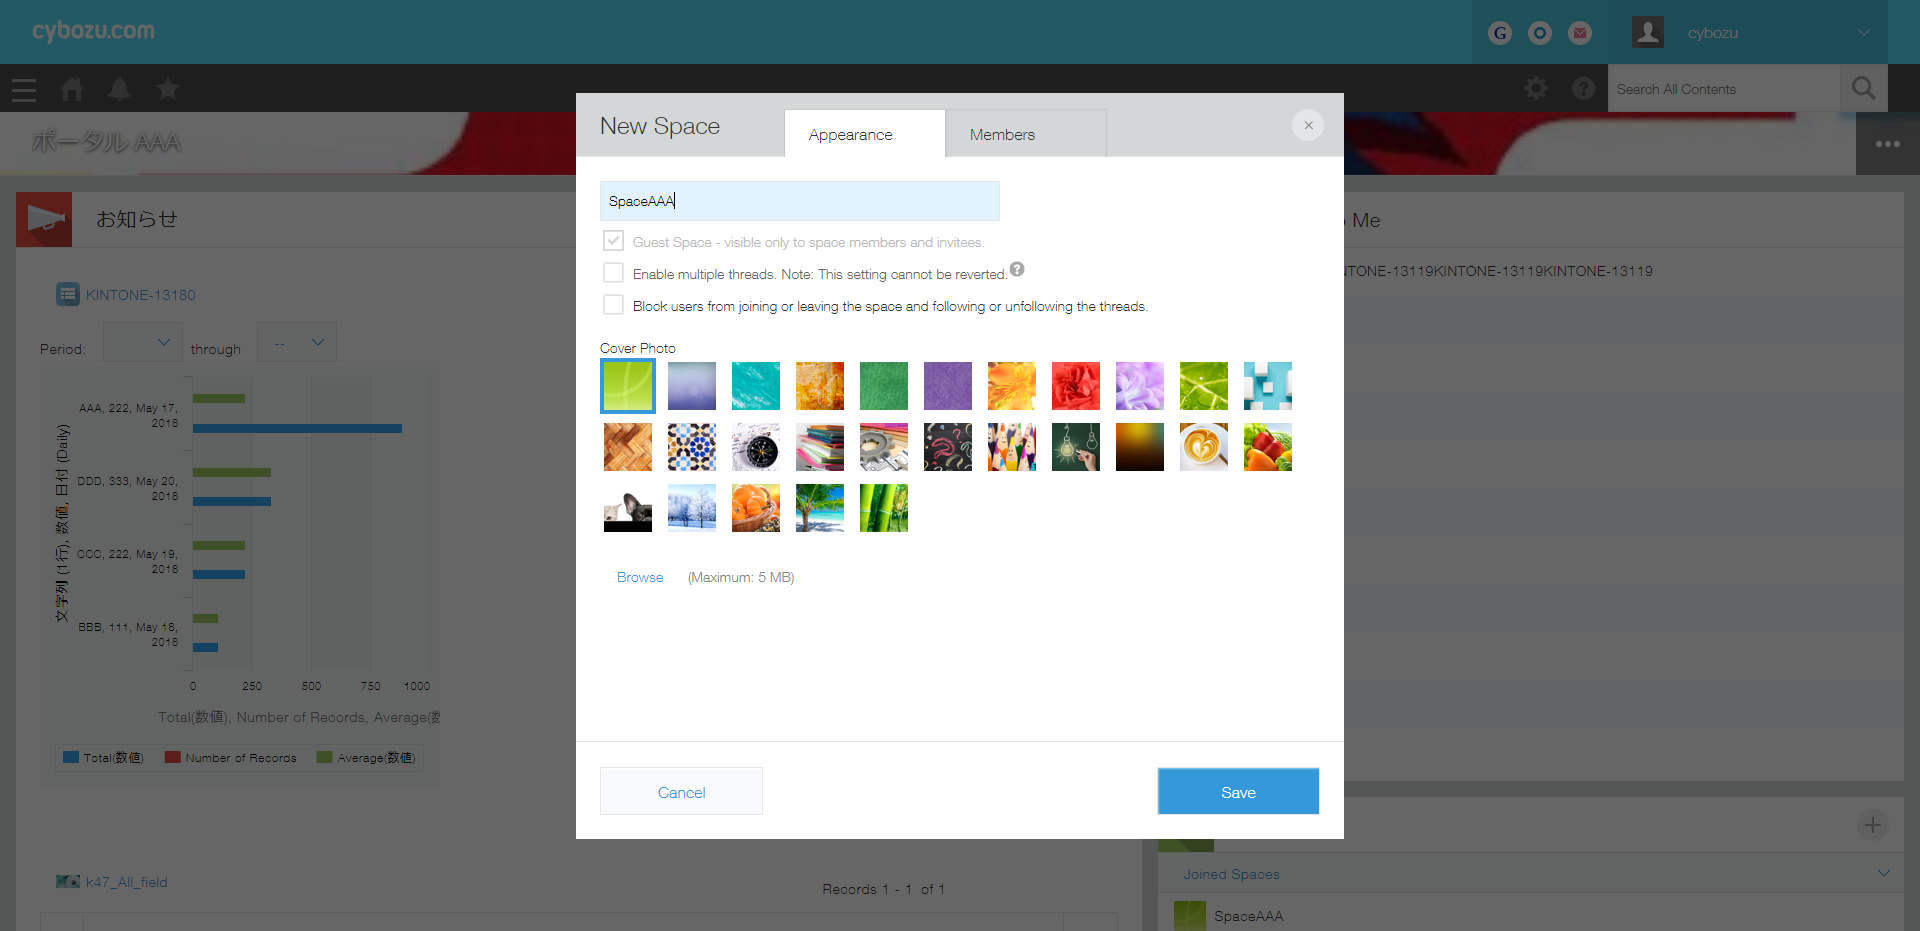 cybozu.com
G
cybozu
Search All Contents
ポータル AAA
New Space
Appearance
Members
SpaceAAA
Guest Space - visible only to space members and invitees.
Enable multiple threads. Note: This setting cannot be reverted.
Block users from joining or leaving the space and following or unfollowing the threads.
Cover Photo
Browse
(Maximum: 5 MB)
Cancel
Save
お知らせ
KINTONE-13180
Period:
through
--
AAA, 222, May 17,
2018
DDD, 333, May 20,
2018
CCC, 222, May 19,
2018
BBB, 111, May 18,
2018
文字列 (1行), 数値, 日付 (Daily)
0
250
500
750
1000
Total(数値), Number of Records, Average(数
Total(数値)
Number of Records
Average(数値)
k47_All_field
Records 1 - 1 of 1
Me
NTONE-13119KINTONE-13119KINTONE-13119
Joined Spaces
SpaceAAA